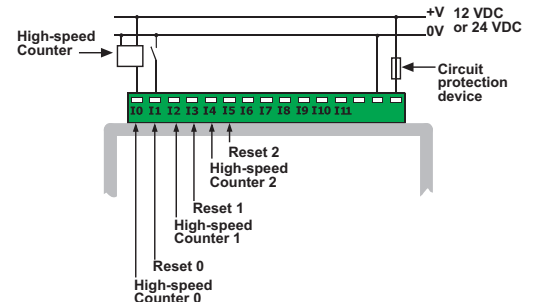 +V 12 VDC
0V or 24 VDC
High-speed
Counter
Circuit
protection
device
I0 I1 I2 I3 I4 I5 I6 I7 I8 I9 I10 I11
Reset 2
High-speed
Counter 2
Reset 1
High-speed
Counter 1
Reset 0
High-speed
Counter 0